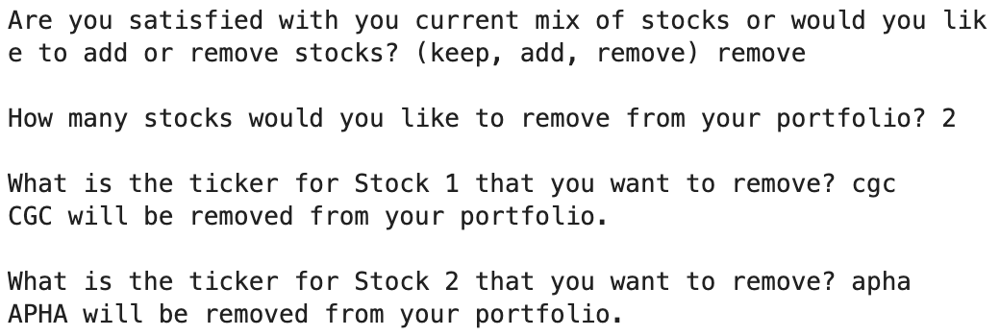 Are you satisfied with you current mix of stocks or would you lik
e to add or remove stocks? (keep, add, remove) remove
How many stocks would you like to remove from your portfolio? 2
What is the ticker for Stock 1 that you want to remove? cgc
CGC will be removed from your portfolio.
What is the ticker for Stock 2 that you want to remove? apha
APHA will be removed from your portfolio.